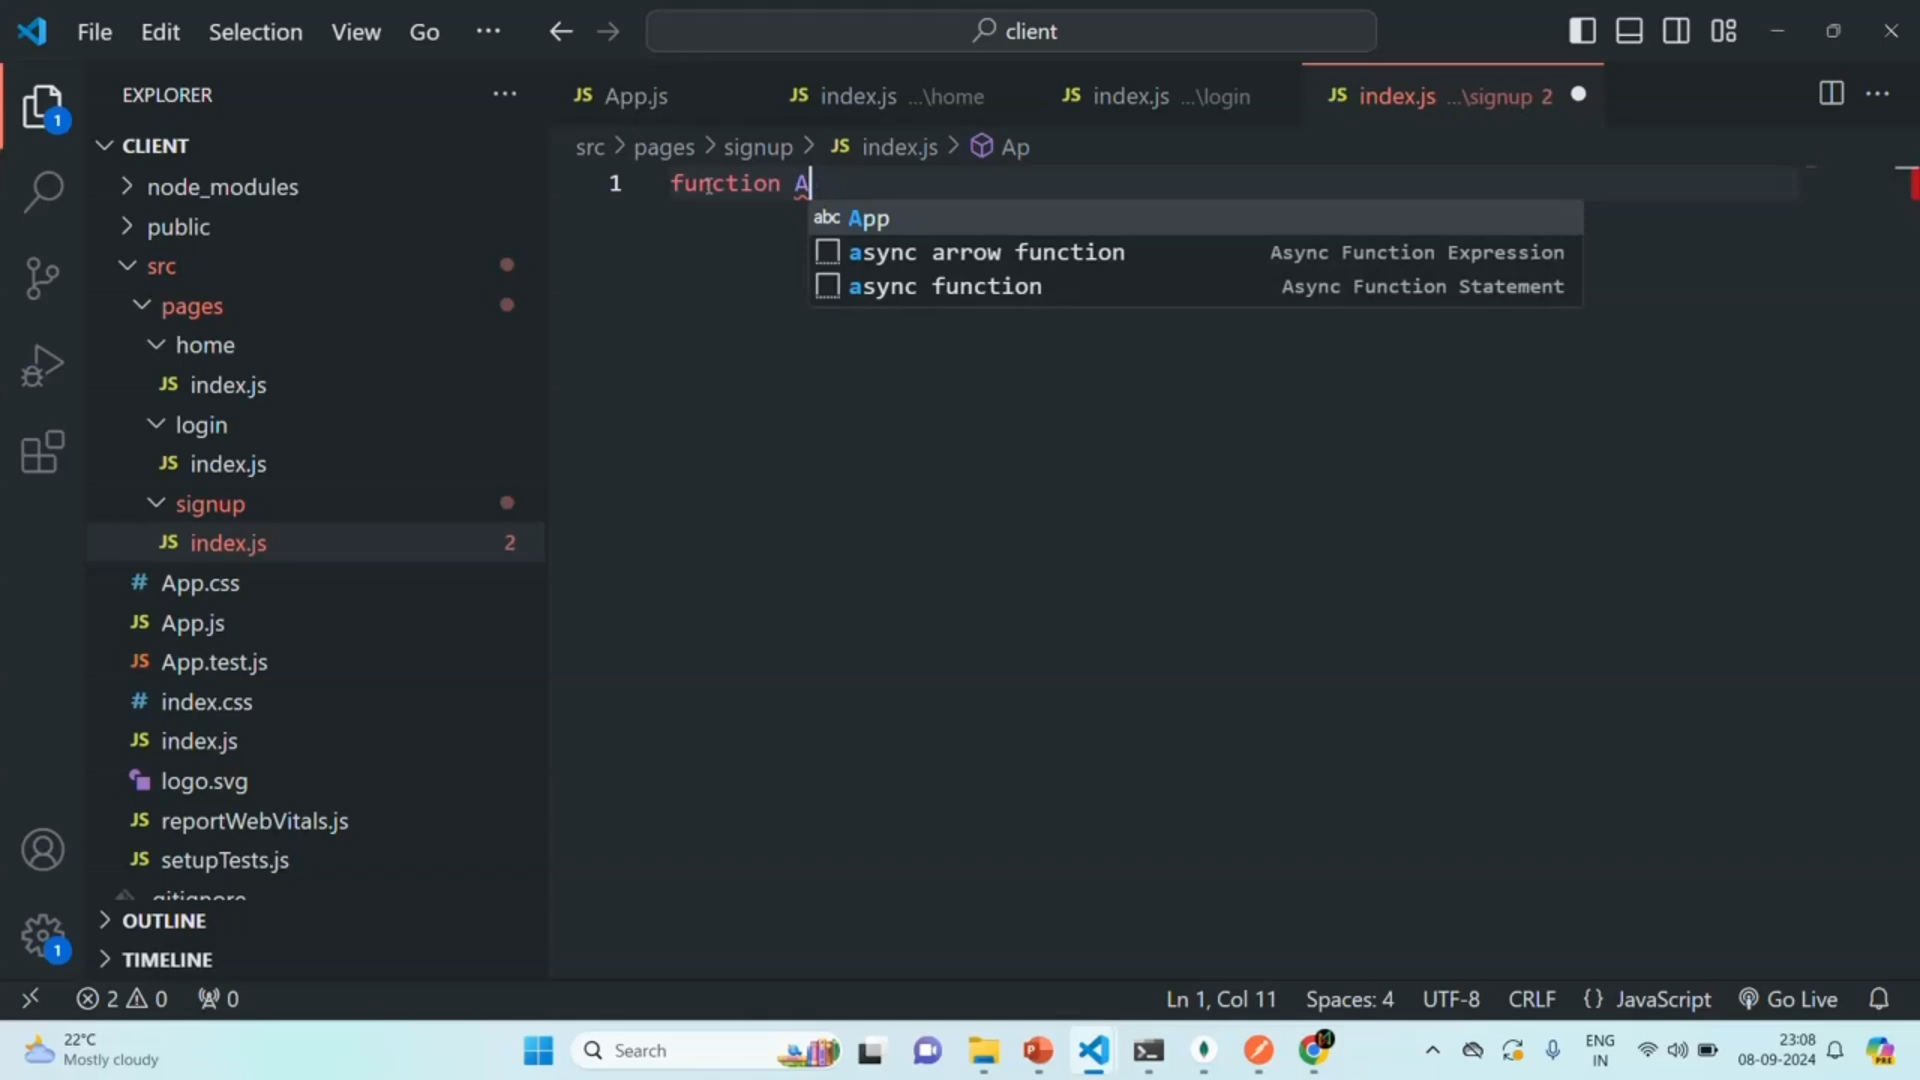 File Edit Selection View Go ... client
EXPLORER ...
App.js index.js ...\home index.js ...\login index.js ...\signup 2
src > pages > signup > JS index.js > Ap
CLIENT
1 function A
abc App
async arrow function Async Function Expression
async function Async Function Statement
node_modules
public
src
pages
home
JS index.js
login
JS index.js
signup
JS index.js 2
# App.css
JS App.js
JS App.test.js
# index.css
JS index.js
logo.svg
JS reportWebVitals.js
JS setupTests.js
.gitignore
OUTLINE
TIMELINE
1
1
2 0 0 Ln 1, Col 11 Spaces: 4 UTF-8 CRLF {} JavaScript Go Live
22°C
Mostly cloudy
Search
ENG
IN
23:08
08-09-2024
PRE